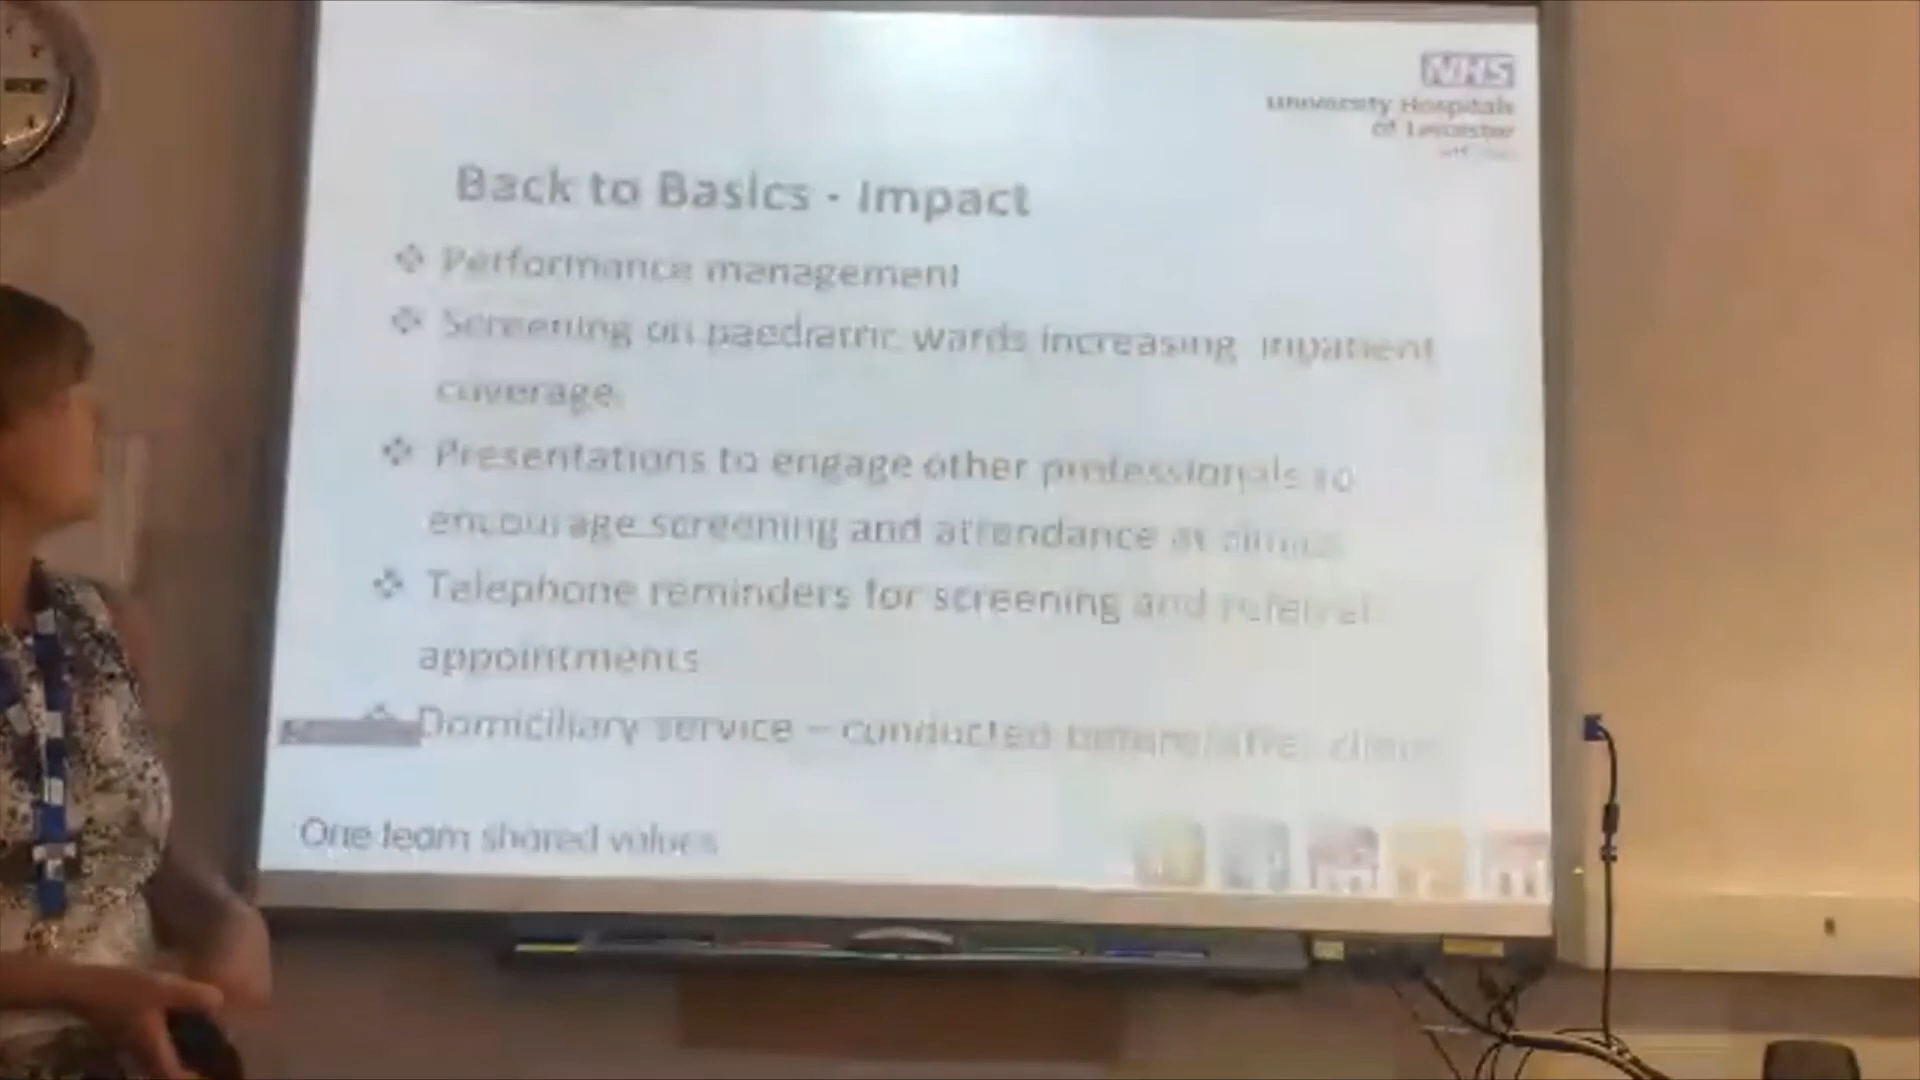 NHS
University Hospitals
of Leicester
Back to Basics - Impact
Performance management
Screening on paediatric wards increasing inpatient
coverage
Presentations to engage other professionals to
encourage screening and attendance at
Telephone reminders for screening and referral
appointments
Domiciliary service – conducted
One team shared values